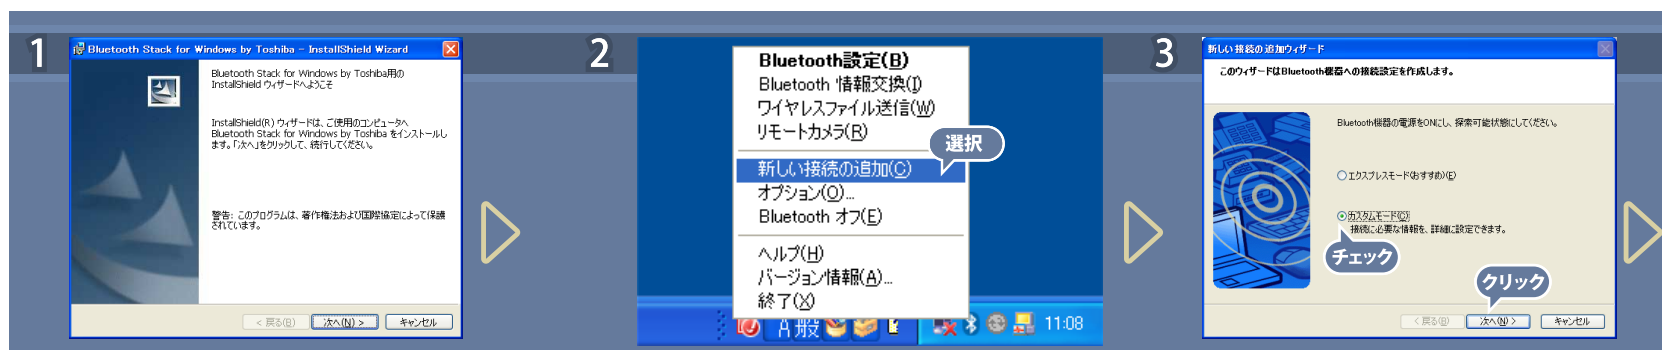 1
Bluetooth Stack for Windows by Toshiba - InstallShield Wizard
Bluetooth Stack for Windows by Toshiba用の
InstallShield ウィザードへようこそ
InstallShield(R) ウィザードは、ご使用のコンピュータへ
Bluetooth Stack for Windows by Toshiba をインストールし
ます。「次へ」をクリックして、続行してください。
警告: このプログラムは、著作権法および国際協定によって保護
されています。
< 戻る(B)
次へ(N) >
キャンセル
2
Bluetooth設定(B)
Bluetooth 情報交換(I)
ワイヤレスファイル送信(W)
リモートカメラ(R)
選択
新しい接続の追加(C)
オプション(O)...
Bluetooth オフ(E)
ヘルプ(H)
バージョン情報(A)...
終了(X)
A 般
11:08
3
新しい接続の追加ウィザード
このウィザードはBluetooth機器への接続設定を作成します。
Bluetooth機器の電源をONにし、探索可能状態にしてください。
エクスプレスモード(おすすめ)(E)
カスタムモード(C)
接続に必要な情報を、詳細に設定できます。
チェック
クリック
< 戻る(B)
次へ(N) >
キャンセル